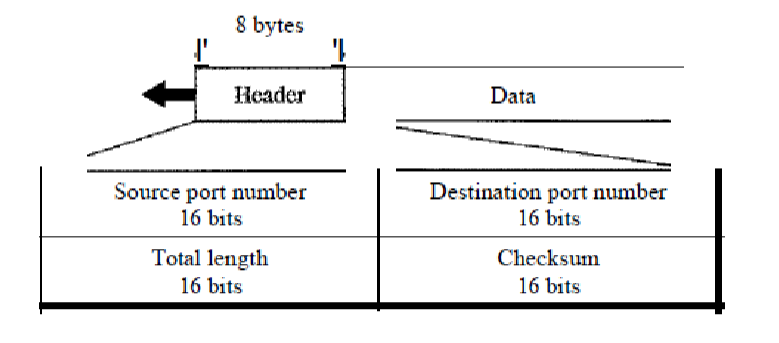 8 bytes
Header
Data
Source port number
16 bits
Destination port number
16 bits
Total length
16 bits
Checksum
16 bits